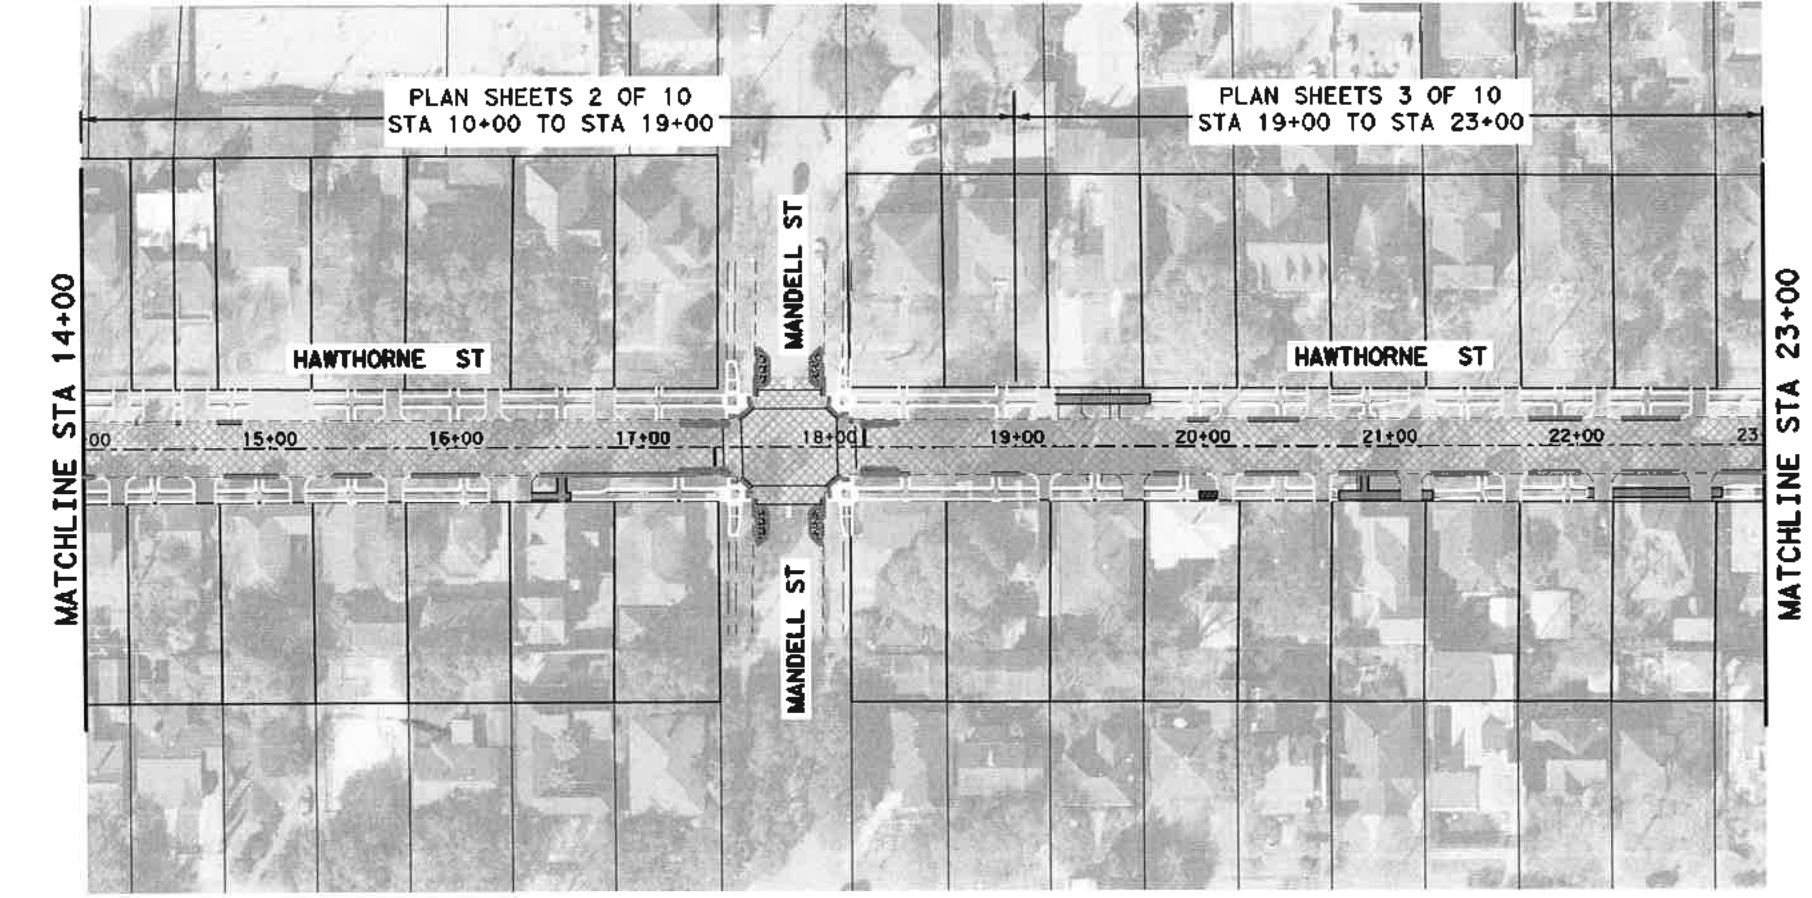 PLAN SHEETS 2 OF 10
STA 10+00 TO STA 19+00
PLAN SHEETS 3 OF 10
STA 19+00 TO STA 23+00
MANDELL ST
HAWTHORNE ST
HAWTHORNE ST
MATCHLINE STA 14+00
MATCHLINE STA 23+00
00
15+00
16+00
17+00
18+00
19+00
20+00
21+00
22+00
23
MANDELL ST